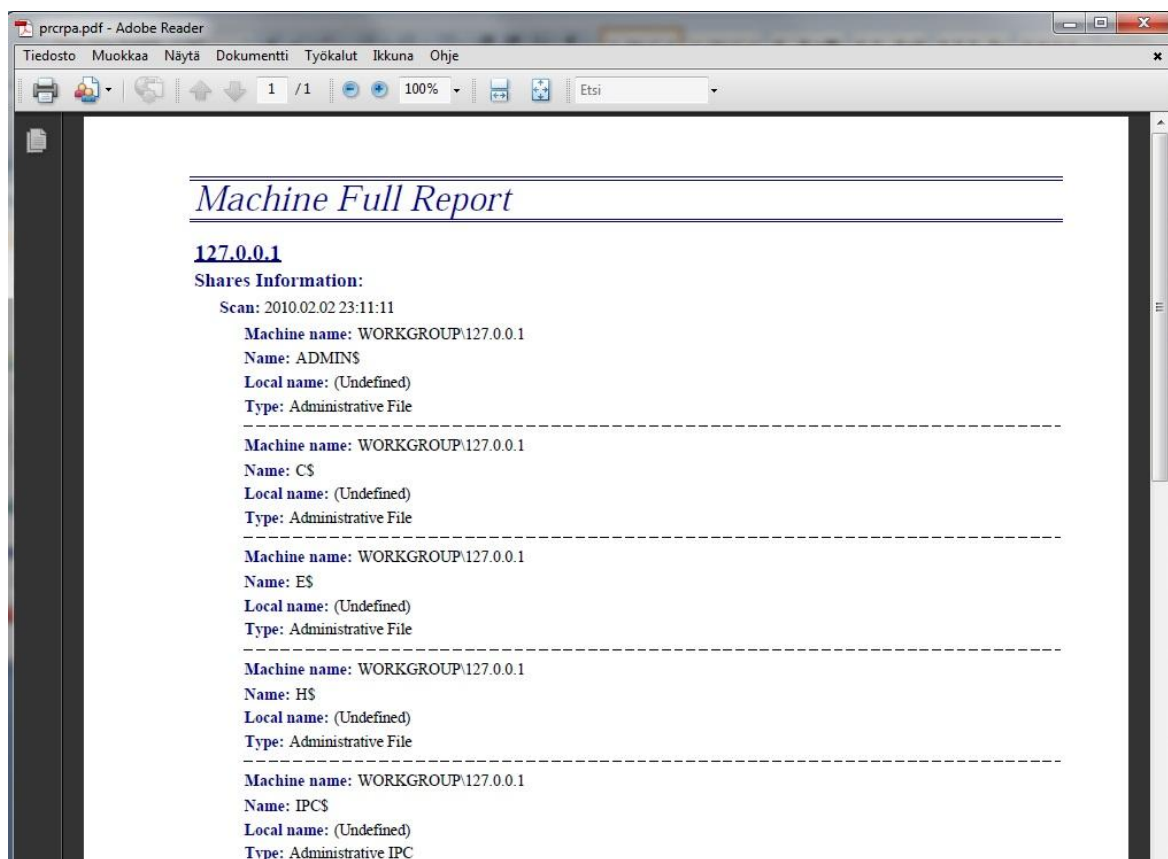 prcrpa.pdf - Adobe Reader
Tiedosto Muokkaa Näytä Dokumentti Työkalut Ikkuna Ohje
1 /1 100% Etsi
Machine Full Report
127.0.0.1
Shares Information:
Scan: 2010.02.02 23:11:11
Machine name: WORKGROUP\127.0.0.1
Name: ADMIN$
Local name: (Undefined)
Type: Administrative File
Machine name: WORKGROUP\127.0.0.1
Name: C$
Local name: (Undefined)
Type: Administrative File
Machine name: WORKGROUP\127.0.0.1
Name: E$
Local name: (Undefined)
Type: Administrative File
Machine name: WORKGROUP\127.0.0.1
Name: H$
Local name: (Undefined)
Type: Administrative File
Machine name: WORKGROUP\127.0.0.1
Name: IPC$
Local name: (Undefined)
Type: Administrative IPC